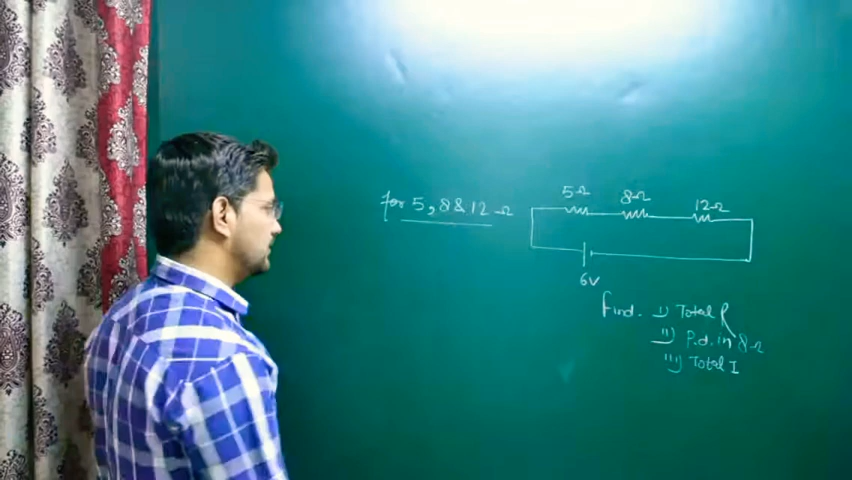 for 5, 8 & 12 Ω
5Ω
8Ω
12Ω
6V
find. i) Total R
ii) P.d. in 8Ω
iii) Total I